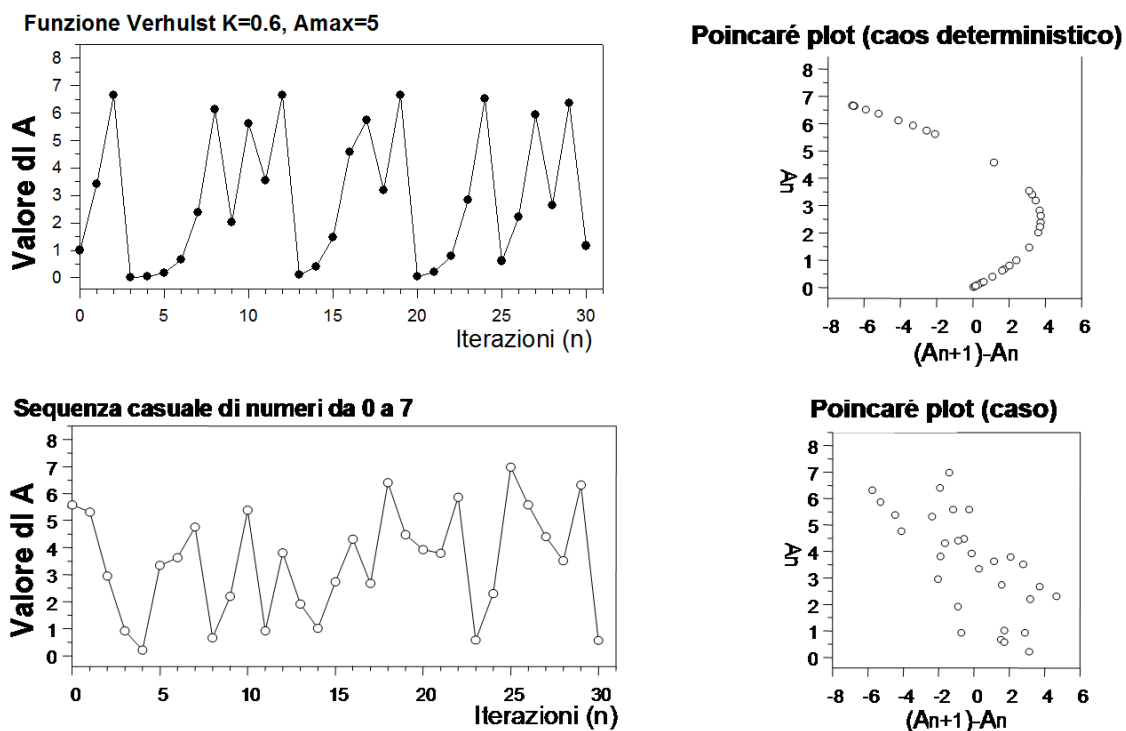 Funzione Verhulst K=0.6, Amax=5
8
7
6
5
4
3
2
1
0
Valore di A
0 5 10 15 20 25 30
Iterazioni (n)
Poincaré plot (caos deterministico)
8
7
6
5
4
3
2
1
0
An
-8 -6 -4 -2 0 2 4 6
(An+1)-An
Sequenza casuale di numeri da 0 a 7
8
7
6
5
4
3
2
1
0
Valore di A
0 5 10 15 20 25 30
Iterazioni (n)
Poincaré plot (caso)
8
7
6
5
4
3
2
1
0
An
-8 -6 -4 -2 0 2 4 6
(An+1)-An